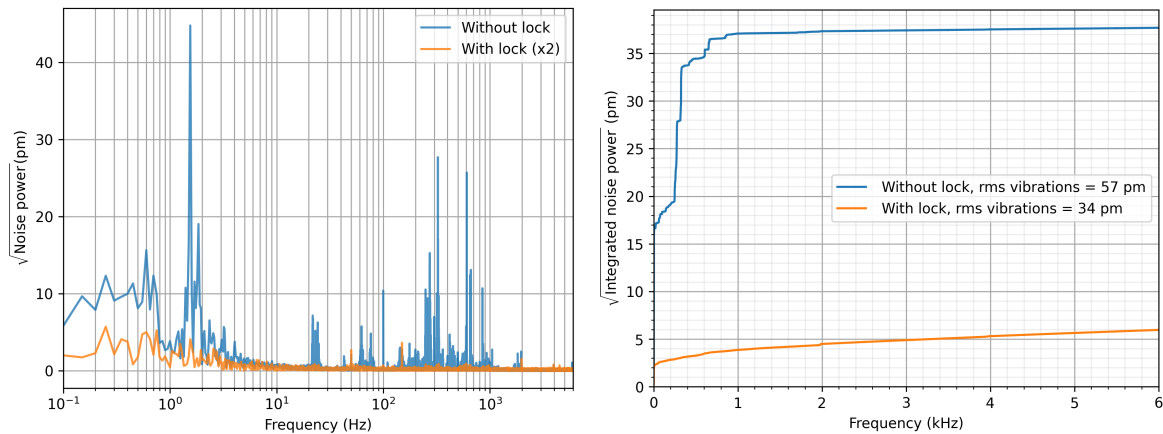 √Noise power(pm)
40
30
20
10
0
Without lock
With lock (x2)
10⁻¹ 10⁰ 10¹ 10² 10³
Frequency (Hz)
√Integrated noise power (pm)
35
30
25
20
15
10
5
0
Without lock, rms vibrations = 57 pm
With lock, rms vibrations = 34 pm
0 1 2 3 4 5 6
Frequency (kHz)